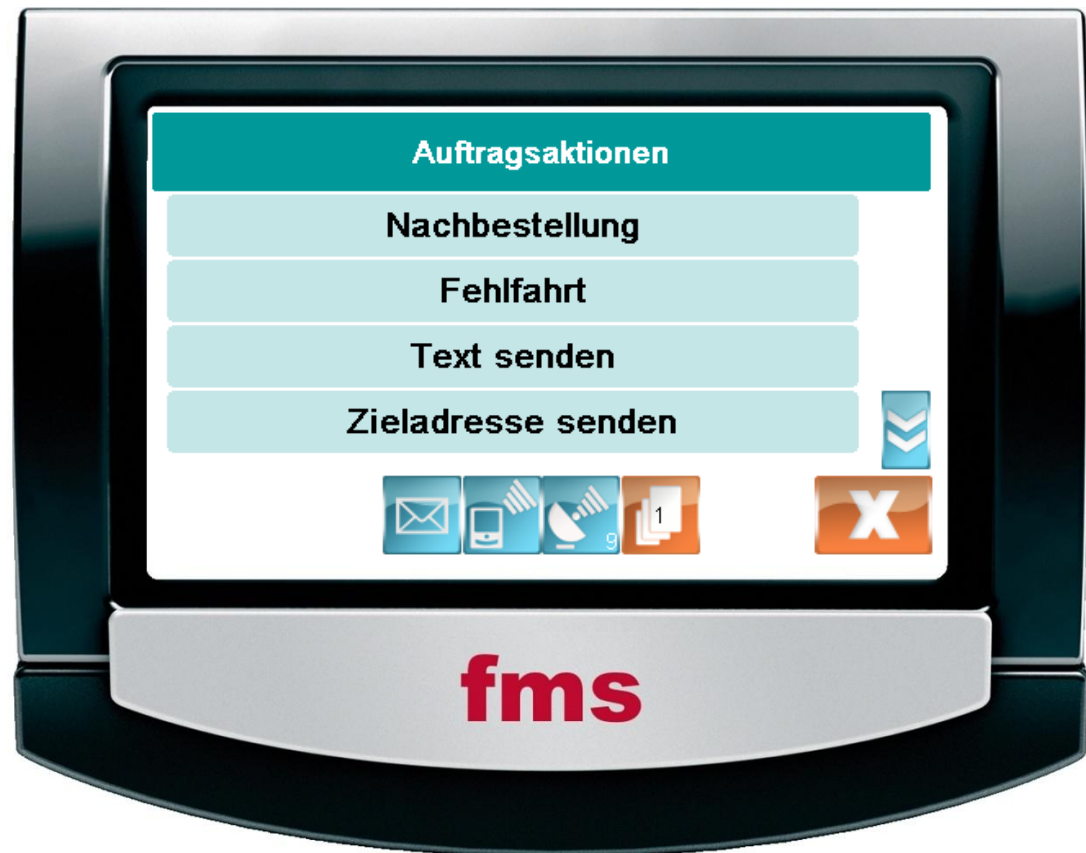 Auftragsaktionen
Nachbestellung
Fehlfahrt
Text senden
Zieladresse senden
9
1
X
fms